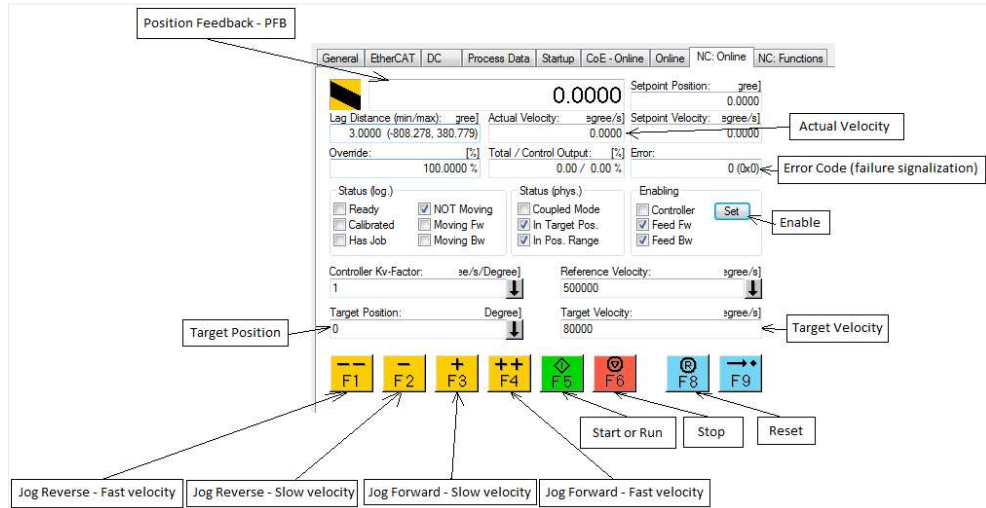 Position Feedback - PFB
General EtherCAT DC Process Data Startup CoE - Online Online NC: Online NC: Functions
0.0000
Setpoint Position: gree]
0.0000
Lag Distance (min/max): gree] Actual Velocity: egree/s] Setpoint Velocity: egree/s]
3.0000 (-808.278, 380.779) 0.0000 0.0000
Actual Velocity
Override: [%] Total / Control Output: [%] Error:
100.0000 % 0.00 / 0.00 % 0 (0x0)
Error Code (failure signalization)
Status (log.) Status (phys.) Enabling
Ready NOT Moving Coupled Mode Controller Set
Calibrated Moving Fw In Target Pos. Feed Fw
Has Job Moving Bw In Pos. Range Feed Bw
Enable
Controller Kv-Factor: ee/s/Degree] Reference Velocity: egree/s]
1 500000
Target Position: Degree] Target Velocity: egree/s]
0 80000
Target Position
Target Velocity
-- - + ++ R
F1 F2 F3 F4 F5 F6 F8 F9
Start or Run Stop Reset
Jog Reverse - Fast velocity Jog Reverse - Slow velocity Jog Forward - Slow velocity Jog Forward - Fast velocity